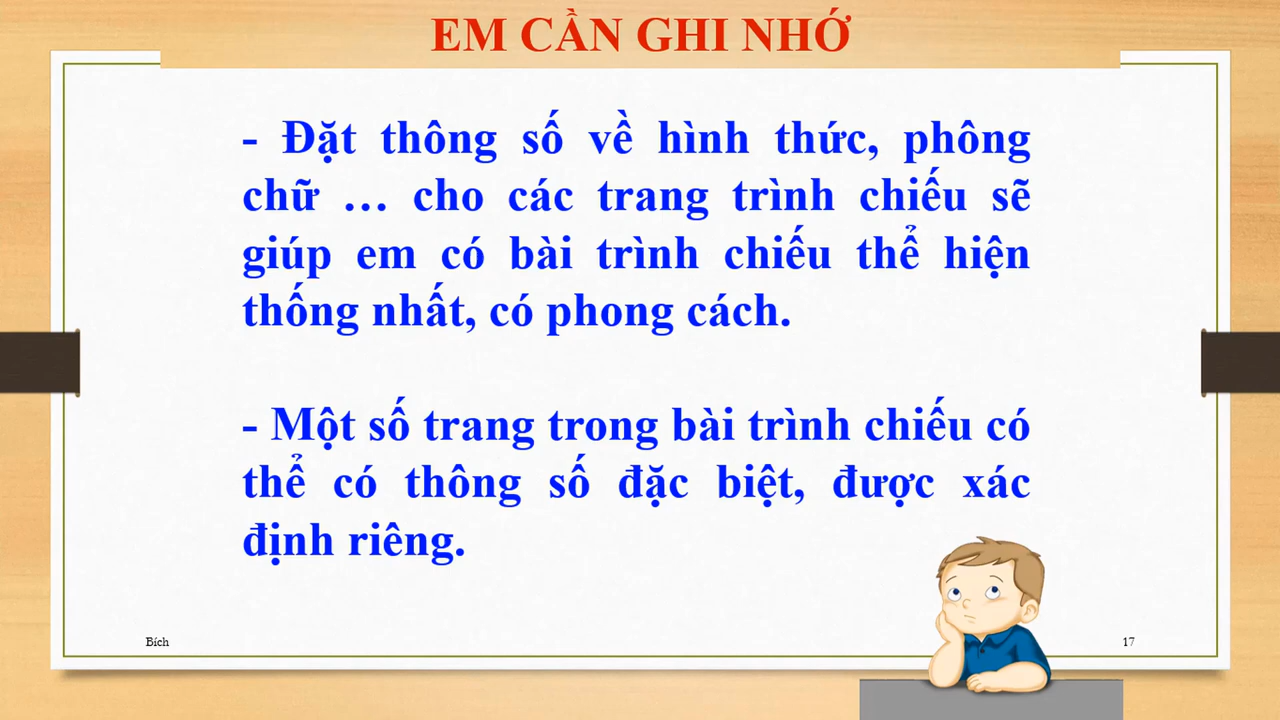 EM CẦN GHI NHỚ
- Đặt thông số về hình thức, phông
chữ … cho các trang trình chiếu sẽ
giúp em có bài trình chiếu thể hiện
thống nhất, có phong cách.
- Một số trang trong bài trình chiếu có
thể có thông số đặc biệt, được xác
định riêng.
Bích
17